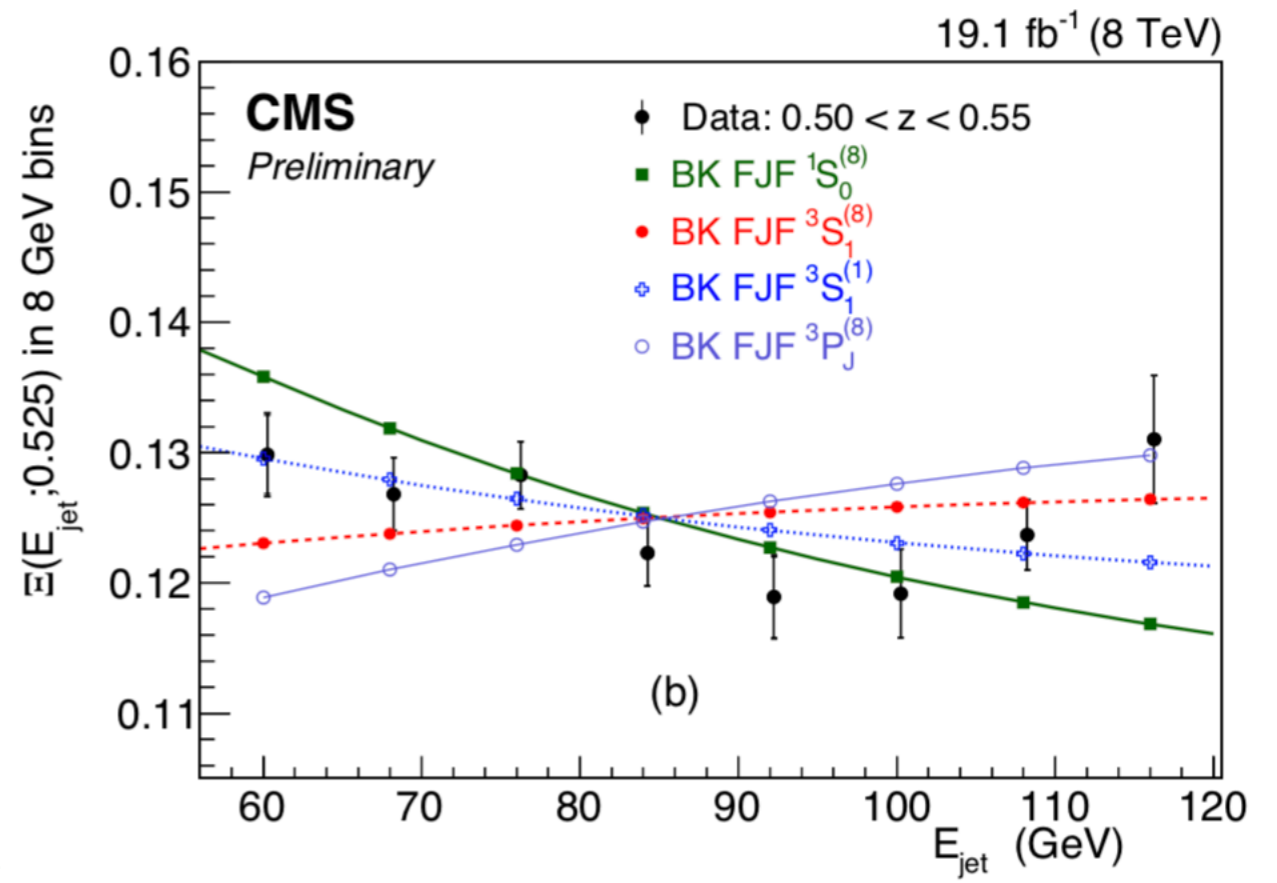 19.1 fb⁻¹ (8 TeV)
CMS
Preliminary
Data: 0.50 < z < 0.55
BK FJF ¹S₀⁽⁸⁾
BK FJF ³S₁⁽⁸⁾
BK FJF ³S₁⁽¹⁾
BK FJF ³P_J⁽⁸⁾
Ξ(E_jet;0.525) in 8 GeV bins
0.16
0.15
0.14
0.13
0.12
0.11
(b)
60 70 80 90 100 110 120
E_jet (GeV)